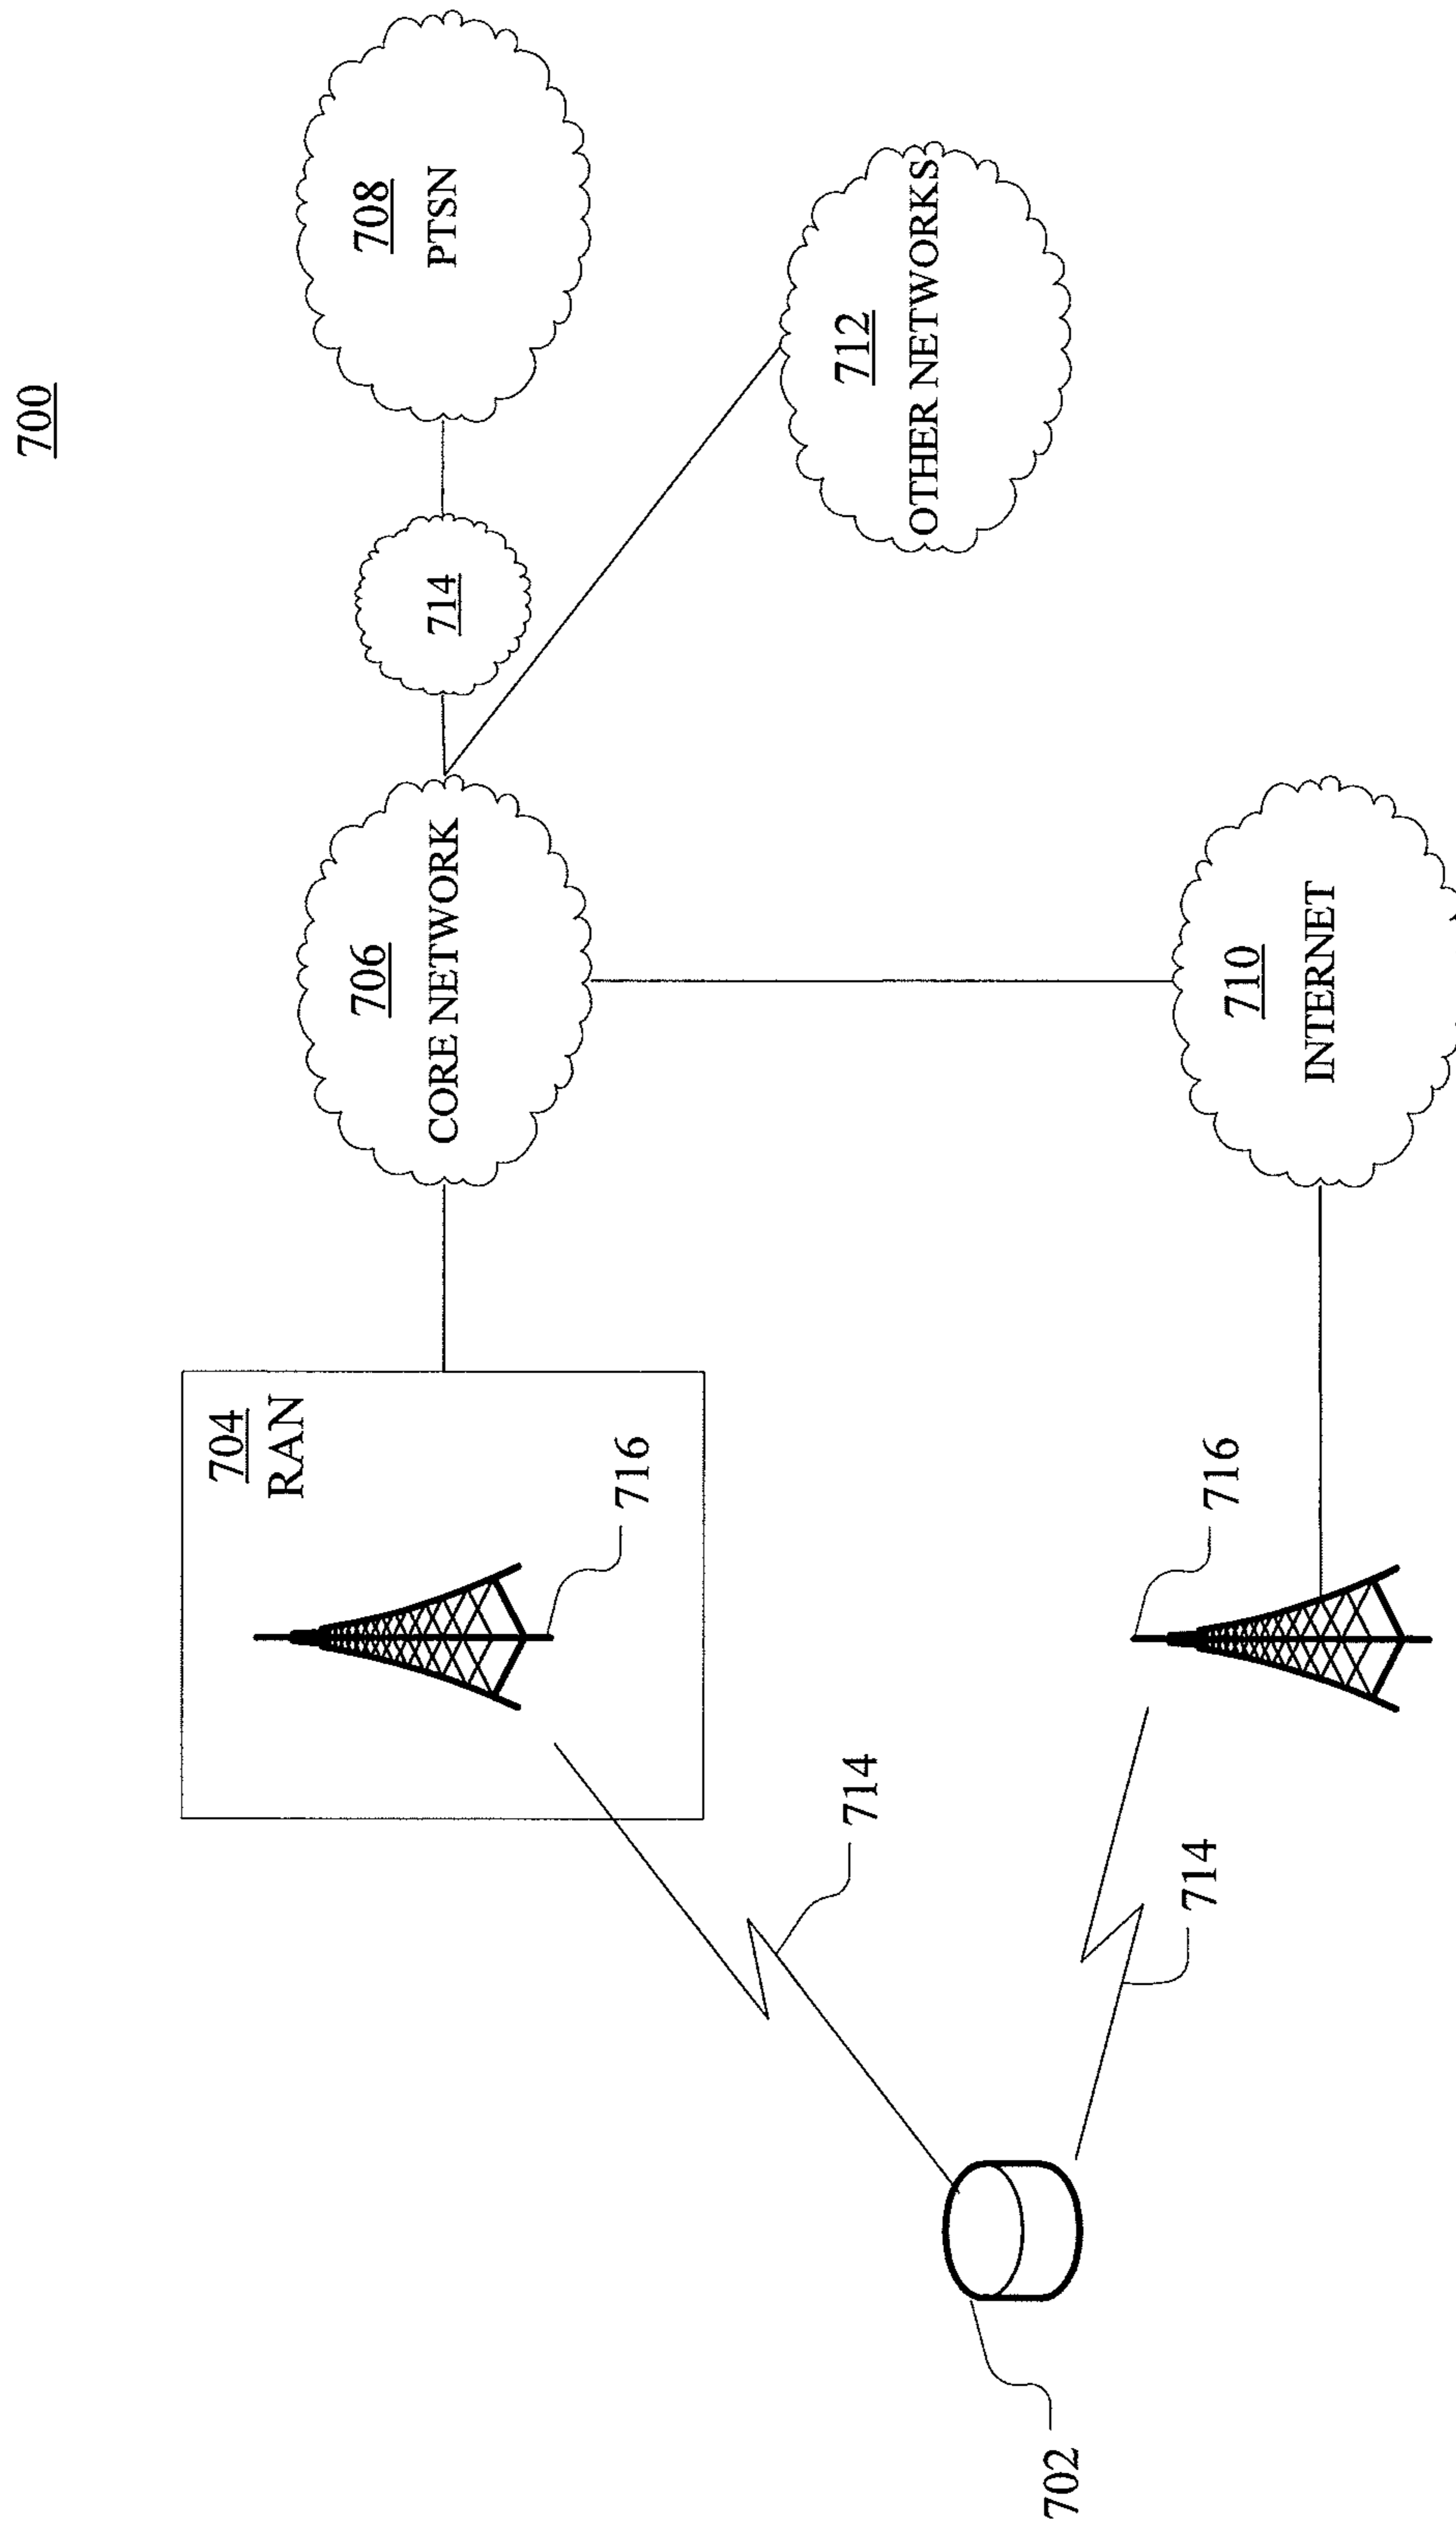 700
704
RAN
716
706
CORE NETWORK
714
708
PTSN
712
OTHER NETWORKS
714
702
714
716
710
INTERNET